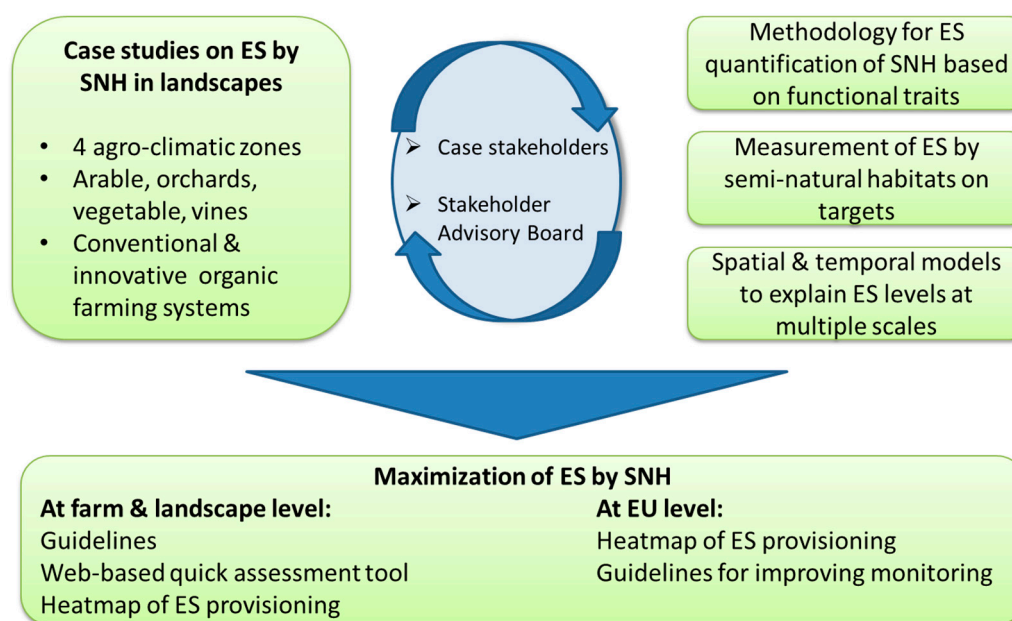 Case studies on ES by
SNH in landscapes
• 4 agro-climatic zones
• Arable, orchards,
vegetable, vines
• Conventional &
innovative organic
farming systems
➢ Case stakeholders
➢ Stakeholder
Advisory Board
Methodology for ES
quantification of SNH based
on functional traits
Measurement of ES by
semi-natural habitats on
targets
Spatial & temporal models
to explain ES levels at
multiple scales
Maximization of ES by SNH
At farm & landscape level:
Guidelines
Web-based quick assessment tool
Heatmap of ES provisioning
At EU level:
Heatmap of ES provisioning
Guidelines for improving monitoring